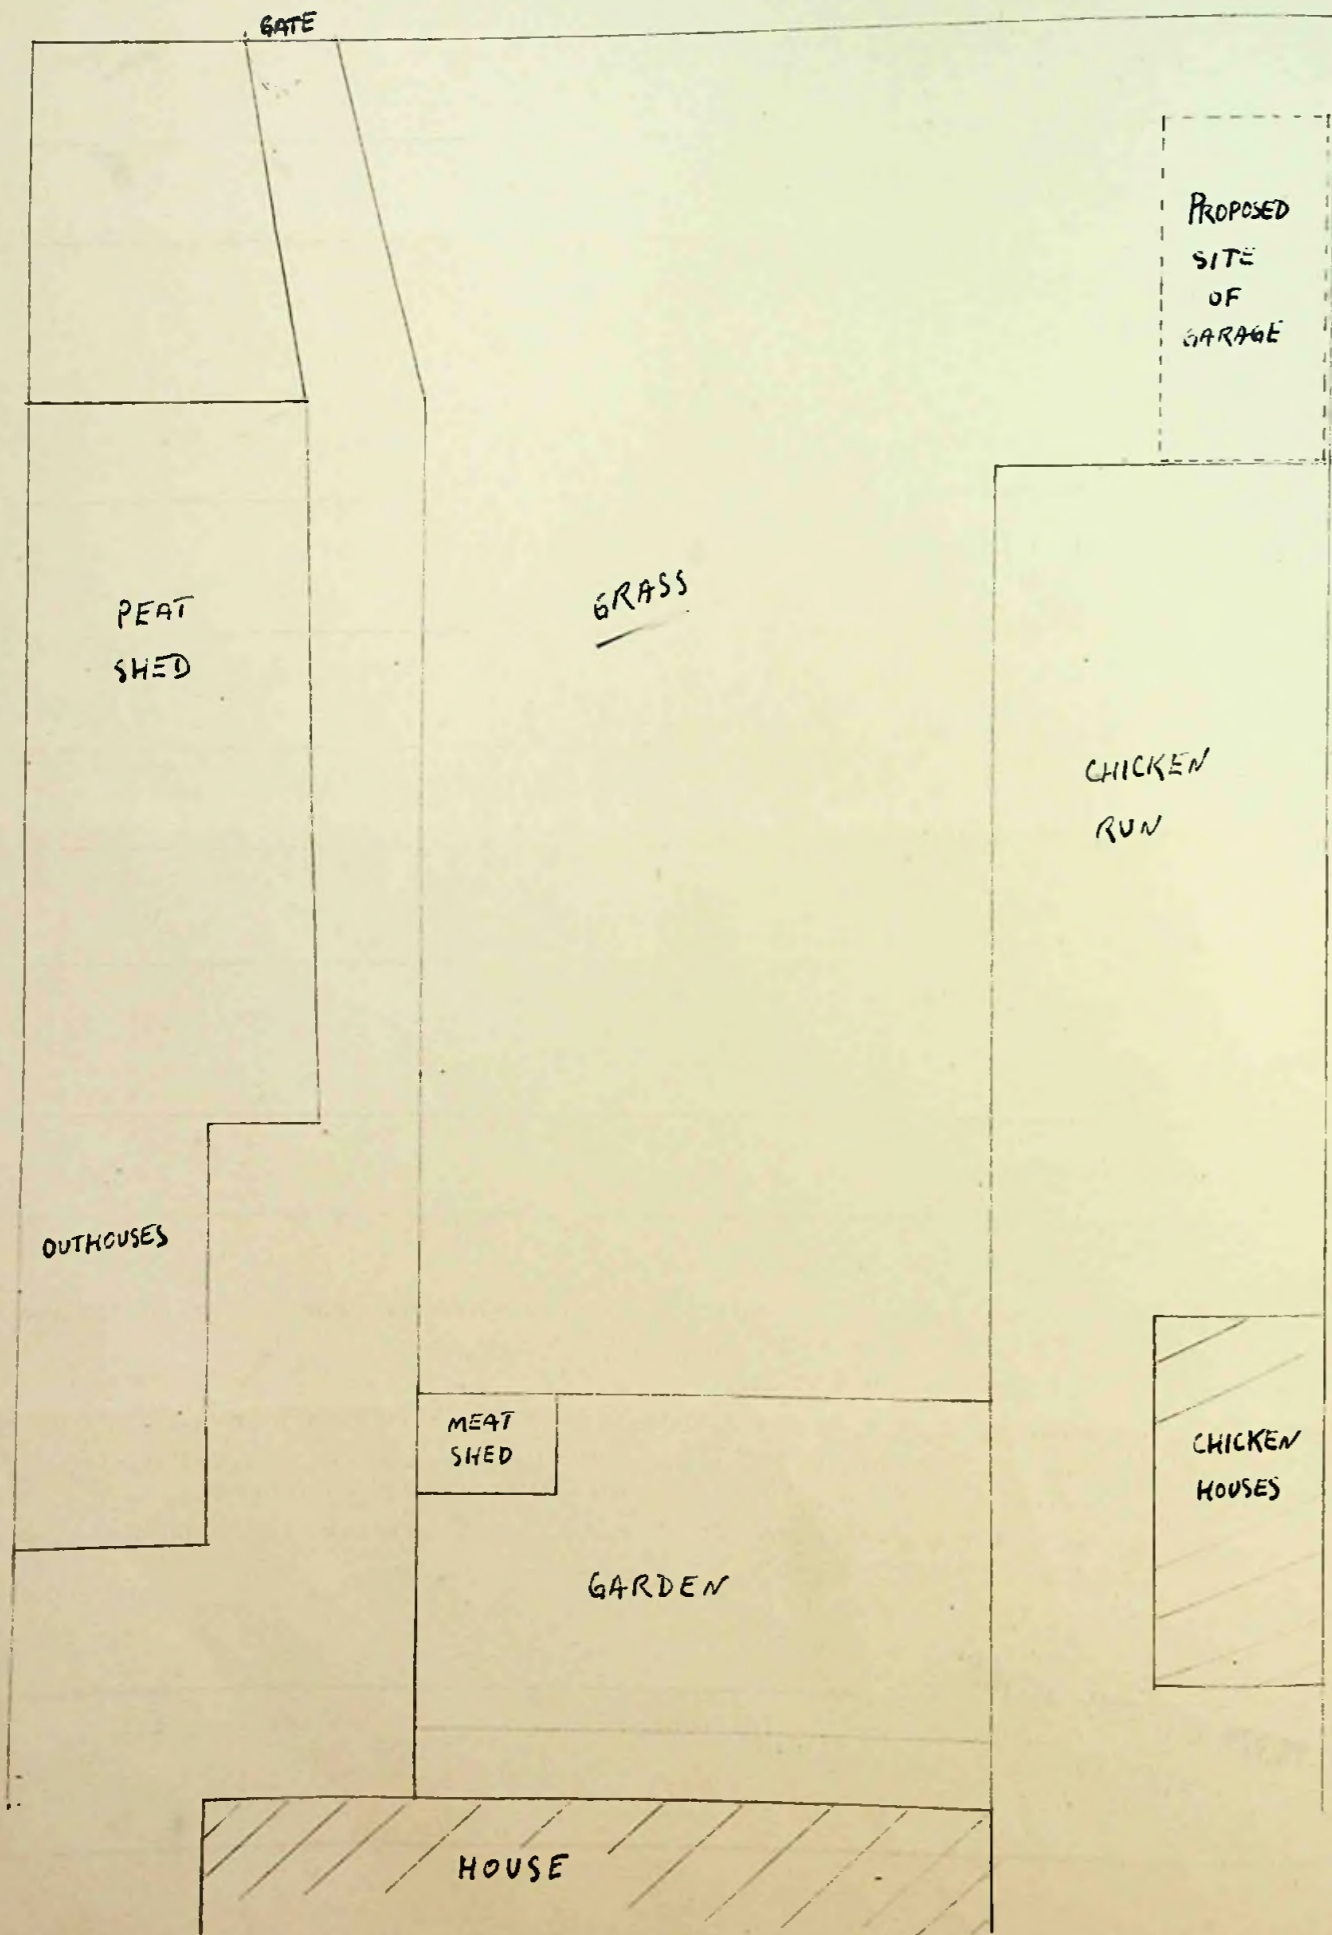 GATE
PROPOSED
SITE
OF
GARAGE
PEAT
SHED
GRASS
CHICKEN
RUN
OUTHOUSES
MEAT
SHED
CHICKEN
HOUSES
GARDEN
HOUSE